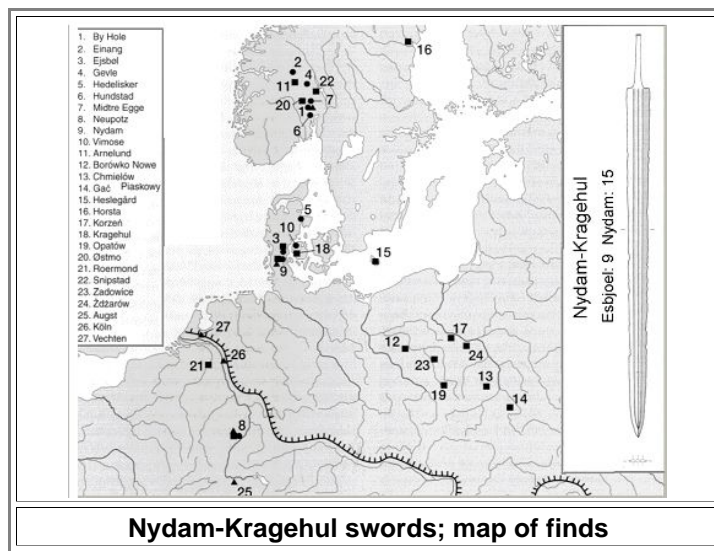 1. By Hole
2. Einang
3. Ejsbøl
4. Gevle
5. Hedelisker
6. Hundstad
7. Midtre Egge
8. Neupotz
9. Nydam
10. Vimose
11. Arnelund
12. Borówko Nowe
13. Chmielów
14. Gać Piaskowy
15. Heslegård
16. Horsta
17. Korzeń
18. Kragehul
19. Opatów
20. Østmo
21. Roermond
22. Snipstad
23. Zadowice
24. Żdżarów
25. Augst
26. Köln
27. Vechten
16
2
4
11
22
20
7
1
6
5
10
3
18
9
15
27
26
21
12
17
24
23
19
13
14
8
25
Nydam-Kragehul
Esbjoel: 9 Nydam: 15
Nydam-Kragehul swords; map of finds